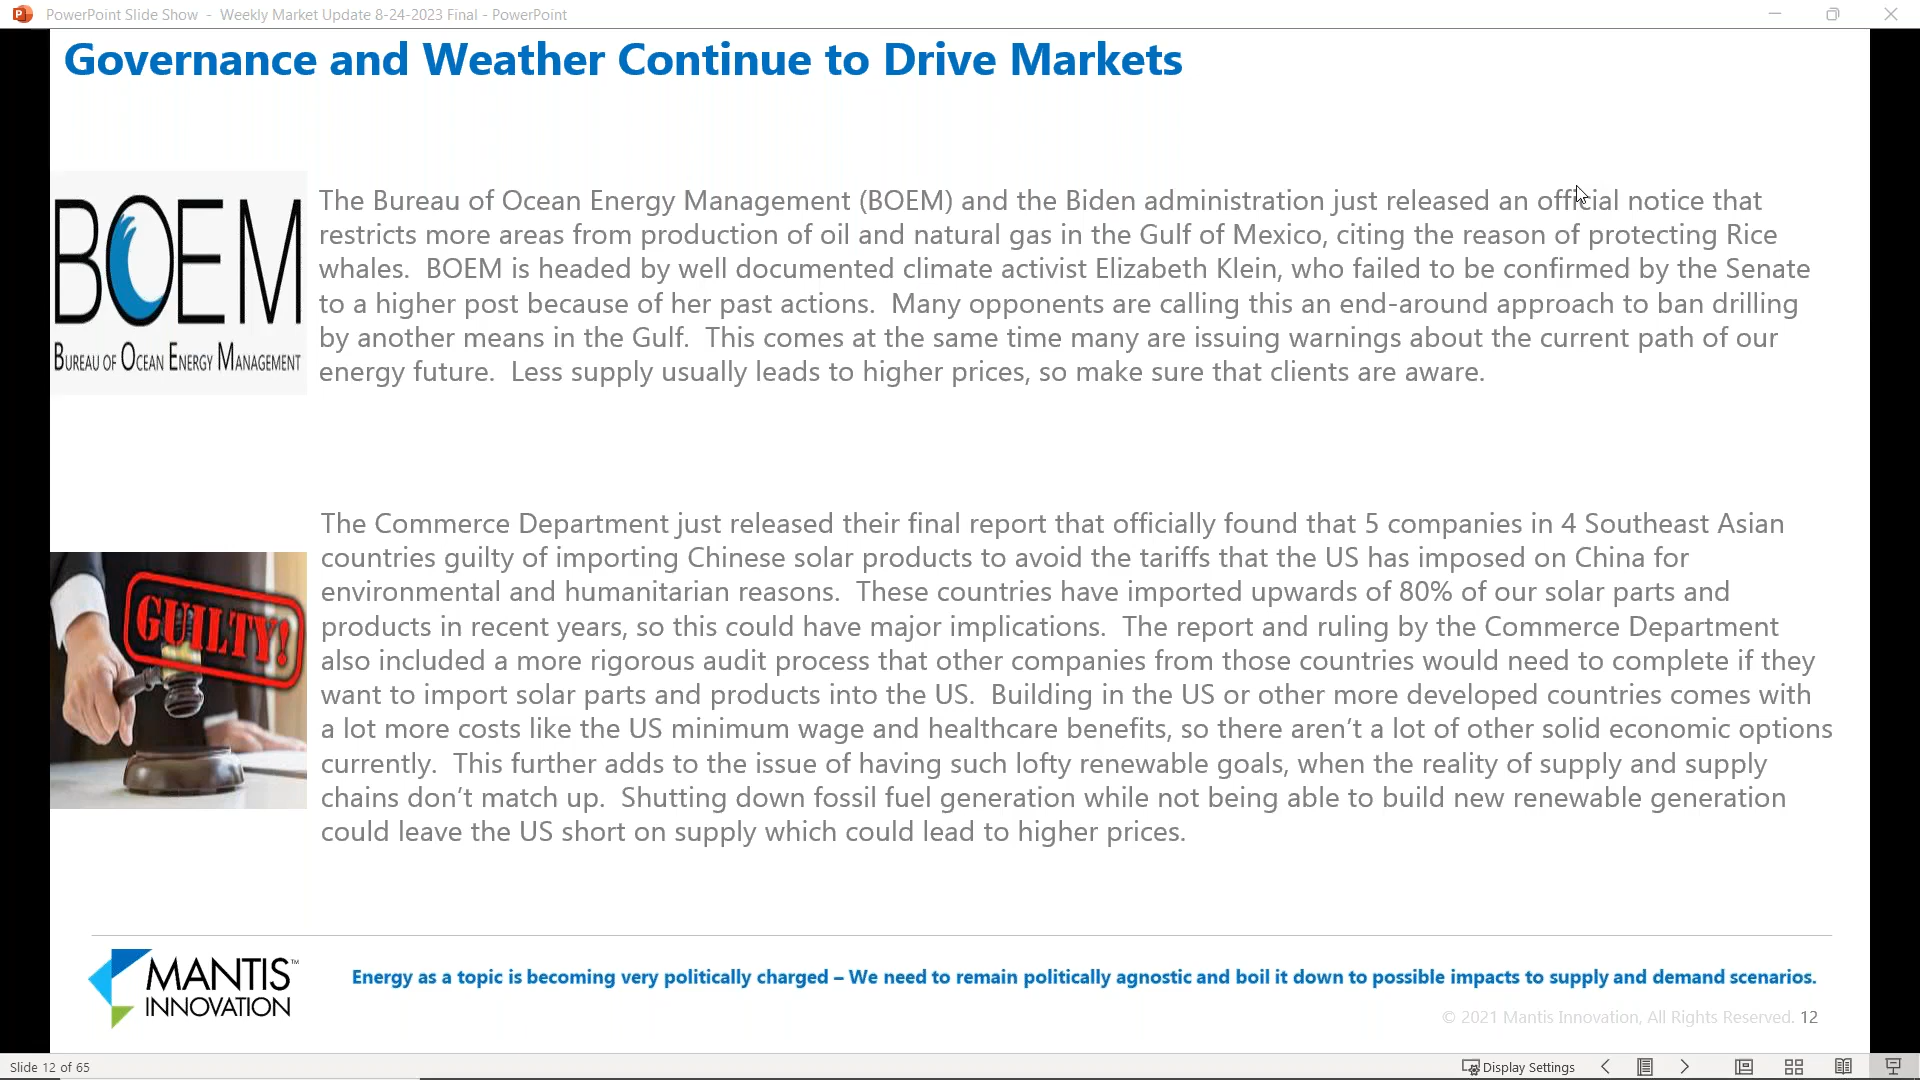 PowerPoint Slide Show - Weekly Market Update 8-24-2023 Final - PowerPoint
Governance and Weather Continue to Drive Markets
BOEM
BUREAU OF OCEAN ENERGY MANAGEMENT
The Bureau of Ocean Energy Management (BOEM) and the Biden administration just released an official notice that
restricts more areas from production of oil and natural gas in the Gulf of Mexico, citing the reason of protecting Rice
whales. BOEM is headed by well documented climate activist Elizabeth Klein, who failed to be confirmed by the Senate
to a higher post because of her past actions. Many opponents are calling this an end-around approach to ban drilling
by another means in the Gulf. This comes at the same time many are issuing warnings about the current path of our
energy future. Less supply usually leads to higher prices, so make sure that clients are aware.
GUILTY!
The Commerce Department just released their final report that officially found that 5 companies in 4 Southeast Asian
countries guilty of importing Chinese solar products to avoid the tariffs that the US has imposed on China for
environmental and humanitarian reasons. These countries have imported upwards of 80% of our solar parts and
products in recent years, so this could have major implications. The report and ruling by the Commerce Department
also included a more rigorous audit process that other companies from those countries would need to complete if they
want to import solar parts and products into the US. Building in the US or other more developed countries comes with
a lot more costs like the US minimum wage and healthcare benefits, so there aren't a lot of other solid economic options
currently. This further adds to the issue of having such lofty renewable goals, when the reality of supply and supply
chains don't match up. Shutting down fossil fuel generation while not being able to build new renewable generation
could leave the US short on supply which could lead to higher prices.
MANTIS™
INNOVATION
Energy as a topic is becoming very politically charged – We need to remain politically agnostic and boil it down to possible impacts to supply and demand scenarios.
© 2021 Mantis Innovation, All Rights Reserved. 12
Slide 12 of 65
Display Settings